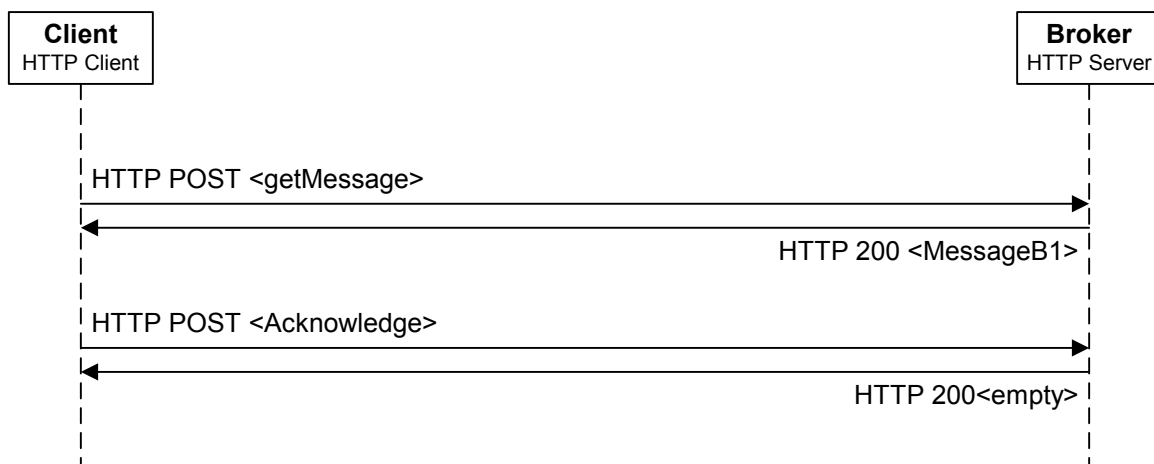 Client
HTTP Client
Broker
HTTP Server
HTTP POST <getMessage>
HTTP 200 <MessageB1>
HTTP POST <Acknowledge>
HTTP 200<empty>